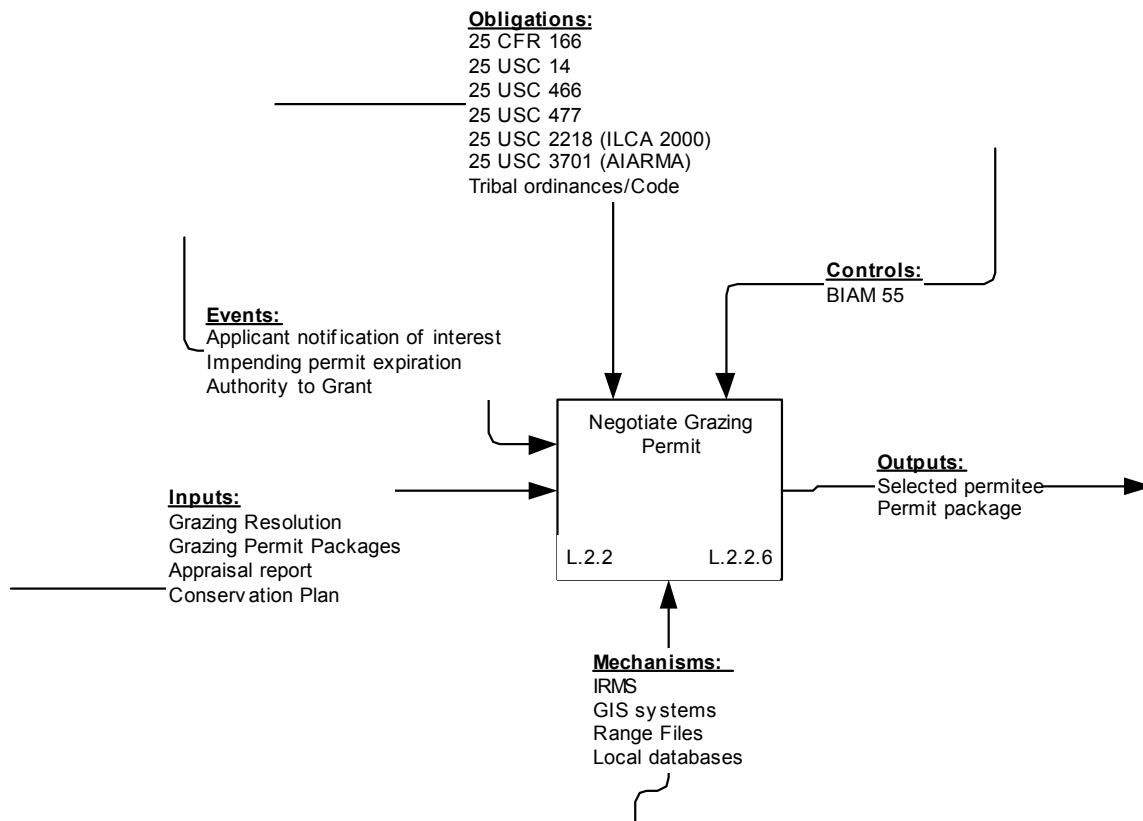 Obligations:
25 CFR 166
25 USC 14
25 USC 466
25 USC 477
25 USC 2218 (ILCA 2000)
25 USC 3701 (AIARMA)
Tribal ordinances/Code
Controls:
BIAM 55
Events:
Applicant notification of interest
Impending permit expiration
Authority to Grant
Negotiate Grazing
Permit
L.2.2 L.2.2.6
Outputs:
Selected permitee
Permit package
Inputs:
Grazing Resolution
Grazing Permit Packages
Appraisal report
Conservation Plan
Mechanisms:
IRMS
GIS systems
Range Files
Local databases